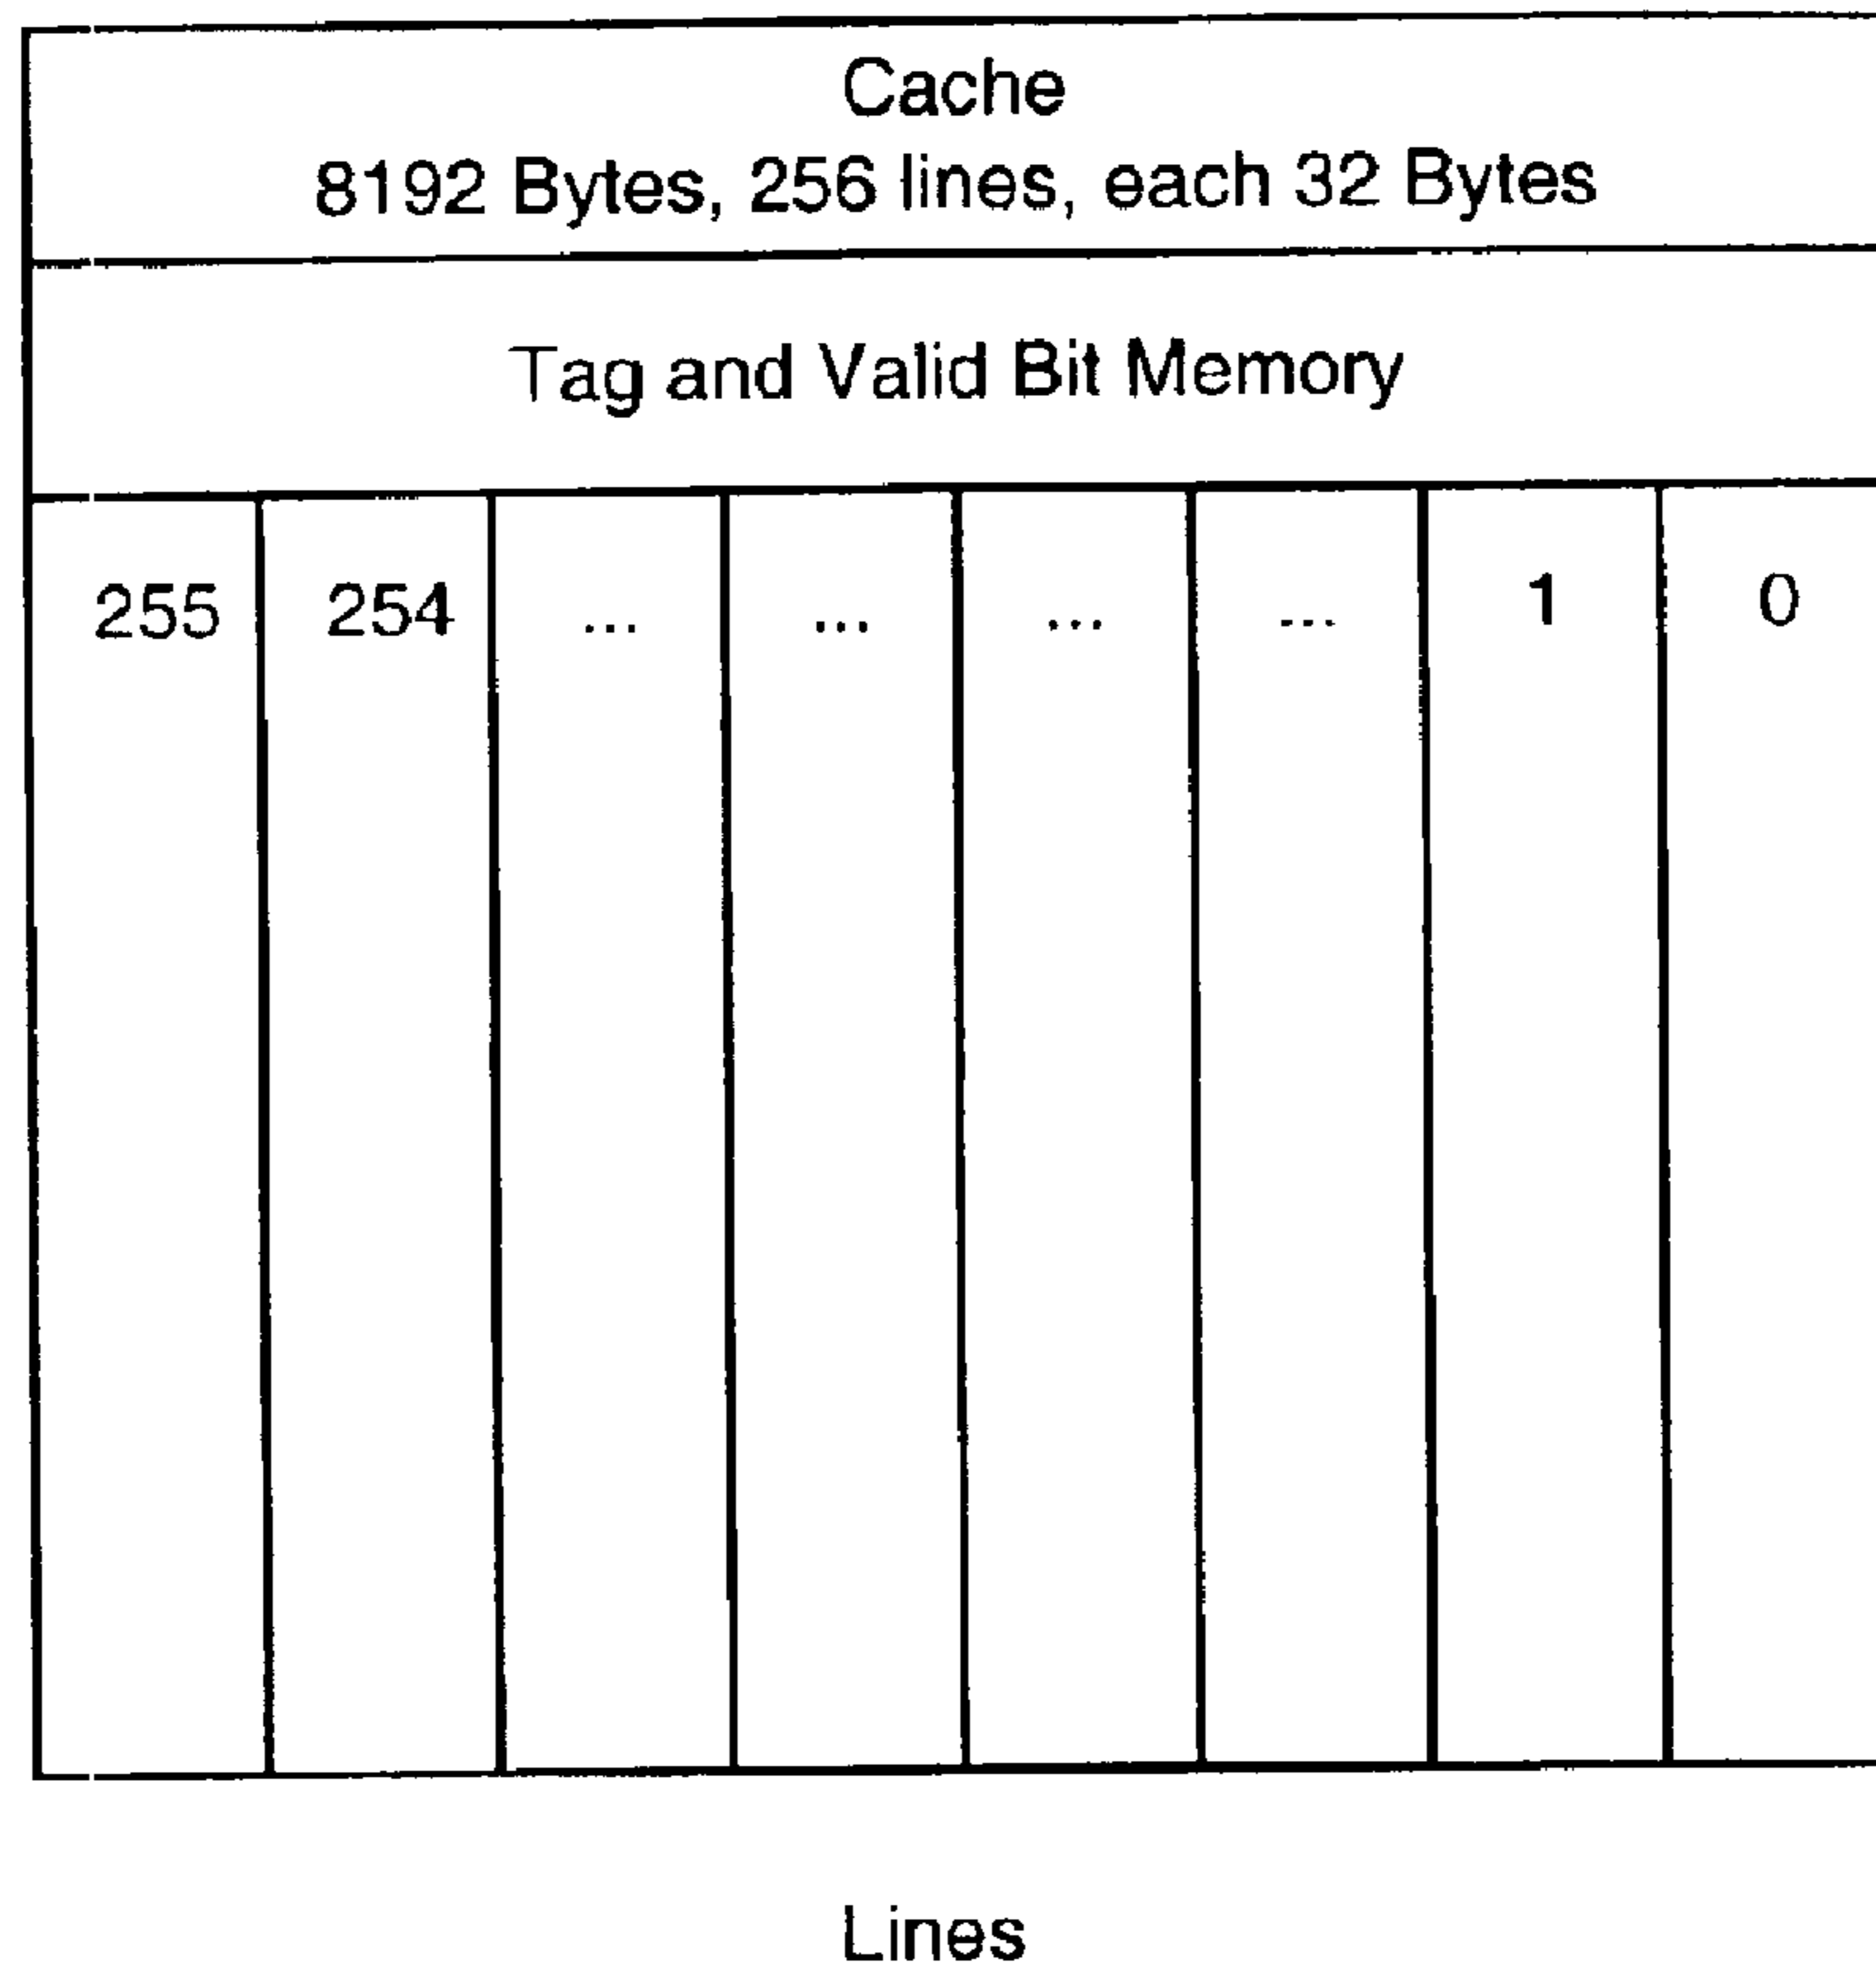 Cache
8192 Bytes, 256 lines, each 32 Bytes
Tag and Valid Bit Memory
255 254 ... ... ... ... 1 0
Lines